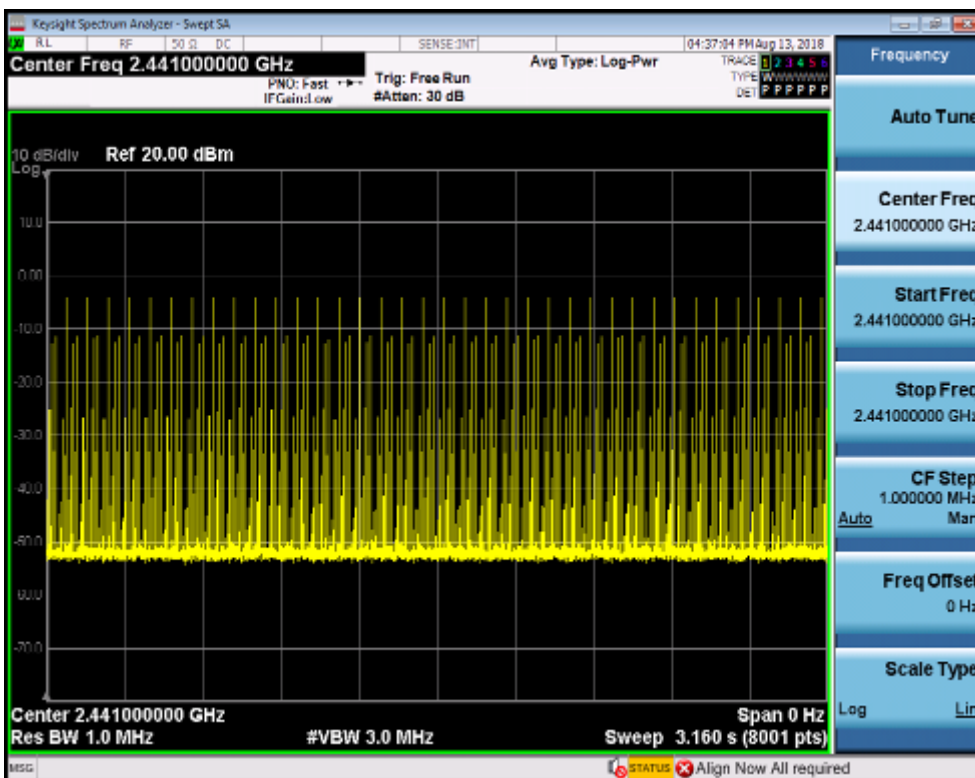 Keysight Spectrum Analyzer - Swept SA
RL RF 50 Ω DC SENSE:INT 04:37:04 PM Aug 13, 2018
Center Freq 2.441000000 GHz Avg Type: Log-Pwr TRACE 1 2 3 4 5 6
PNO: Fast Trig: Free Run TYPE WWWWWW
IFGain:Low #Atten: 30 dB DET P P P P P P
10 dB/div Ref 20.00 dBm
Log
10.0
0.00
-10.0
-20.0
-30.0
-40.0
-50.0
-60.0
-70.0
Center 2.441000000 GHz Span 0 Hz
Res BW 1.0 MHz #VBW 3.0 MHz Sweep 3.160 s (8001 pts)
MSG STATUS Align Now All required
Frequency
Auto Tune
Center Freq
2.441000000 GHz
Start Freq
2.441000000 GHz
Stop Freq
2.441000000 GHz
CF Step
1.000000 MHz
Auto Man
Freq Offset
0 Hz
Scale Type
Log Lin